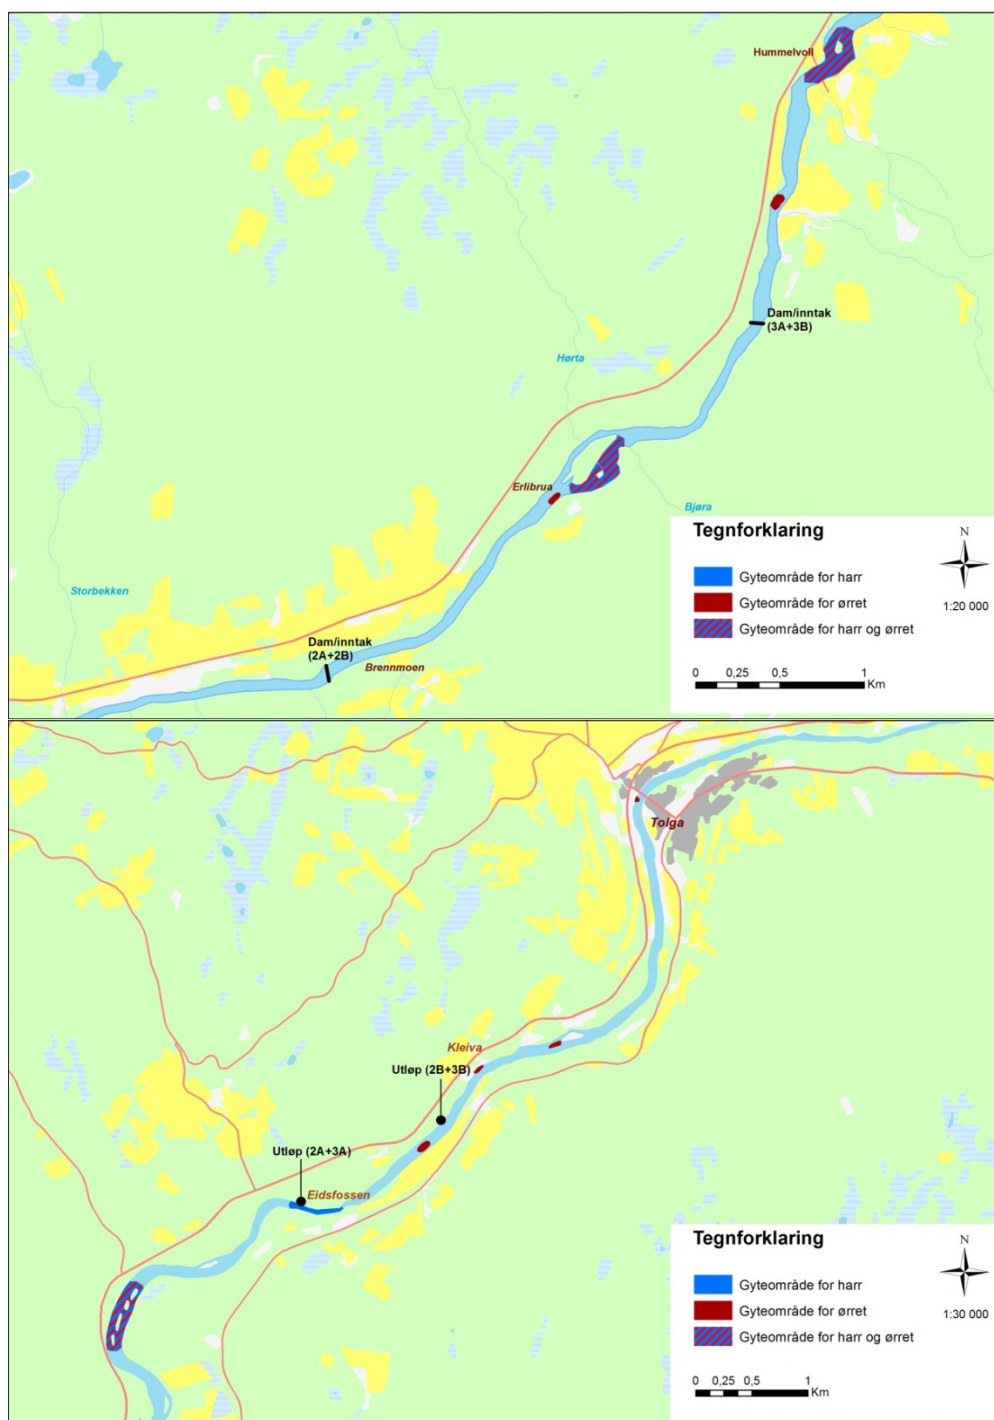 Hummelvoll
Dam/inntak
(3A+3B)
Hørta
Erlibrua
Bjøra
Storbekken
Dam/inntak
(2A+2B)
Brennmoen
Tegnforklaring
N
Gyteområde for harr
Gyteområde for ørret
Gyteområde for harr og ørret
1:20 000
0 0,25 0,5 1
Km
Tolga
Kleiva
Utløp (2B+3B)
Utløp (2A+3A)
Eidsfossen
Tegnforklaring
N
Gyteområde for harr
Gyteområde for ørret
Gyteområde for harr og ørret
1:30 000
0 0,25 0,5 1
Km